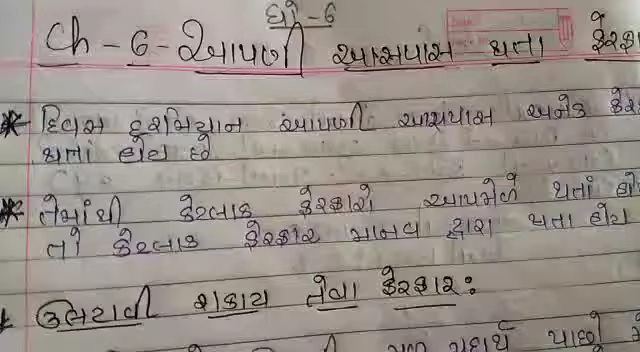 ધો-6
Ch - 6 - આપણી આસપાસ થતા ફેરફા
* દિવસ દરમિયાન આપણી આસપાસ અનેક ફેર
થતાં હોય છે
* તેમાંથી કેટલાક ફેરફારો આપમેળે થતાં હો
તો કેટલાક ફેરફાર માનવ દ્વારા થતા હોય
* ઉલટાવી શકાય તેવા ફેરફાર:
પદાર્થ પાછો